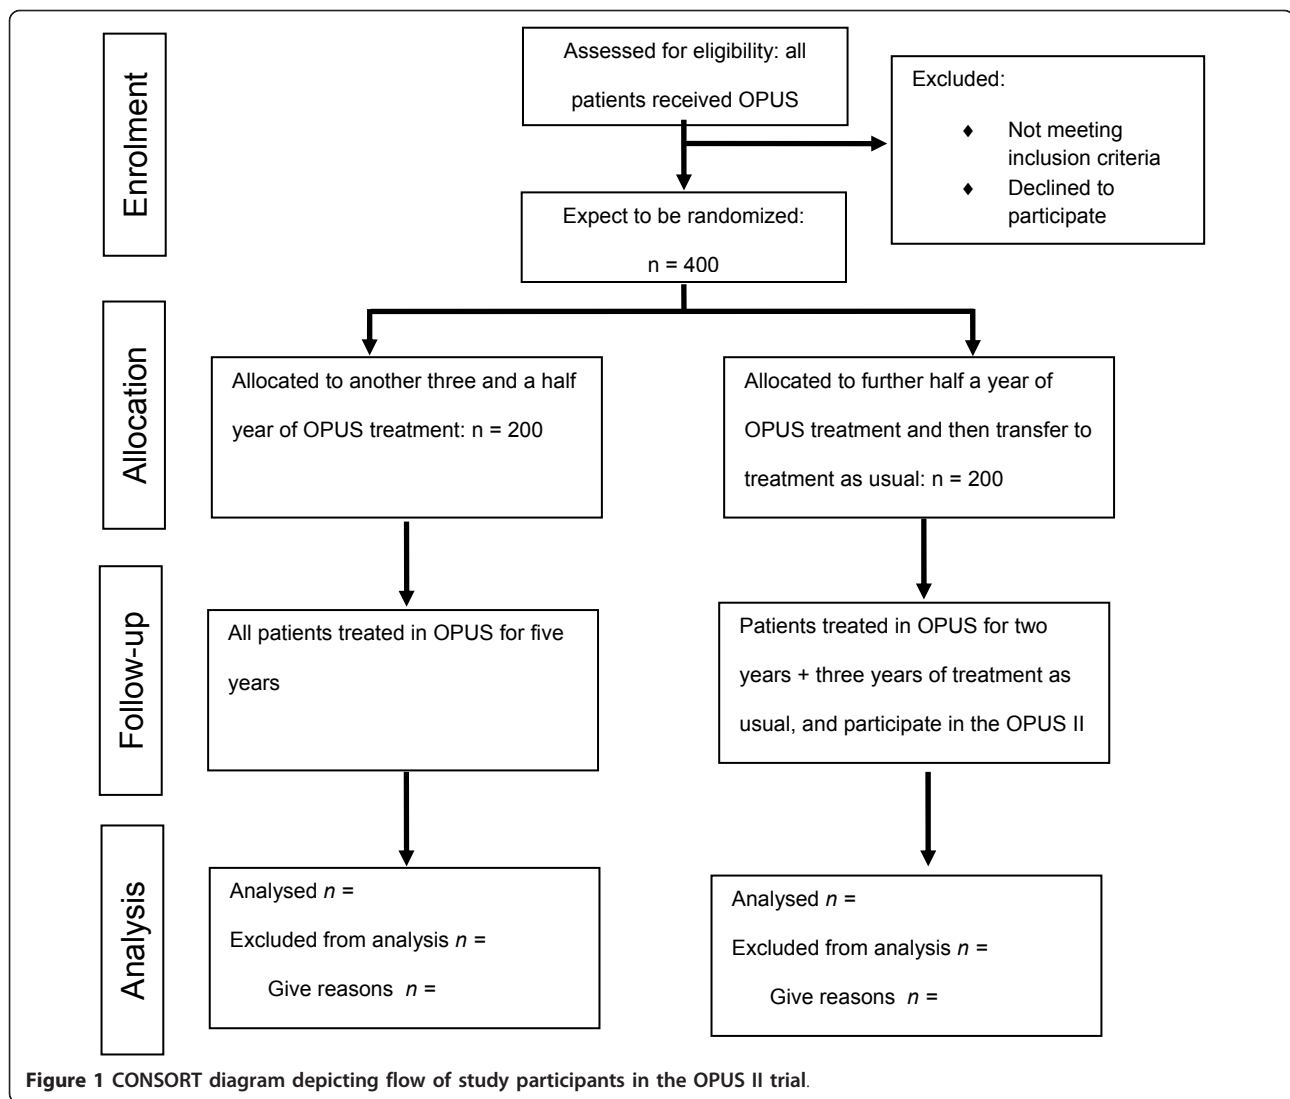 Enrolment
Assessed for eligibility: all
patients received OPUS
Excluded:
♦ Not meeting
inclusion criteria
♦ Declined to
participate
Expect to be randomized:
n = 400
Allocation
Allocated to another three and a half
year of OPUS treatment: n = 200
Allocated to further half a year of
OPUS treatment and then transfer to
treatment as usual: n = 200
Follow-up
All patients treated in OPUS for five
years
Patients treated in OPUS for two
years + three years of treatment as
usual, and participate in the OPUS II
Analysis
Analysed n =
Excluded from analysis n =
Give reasons n =
Analysed n =
Excluded from analysis n =
Give reasons n =
Figure 1 CONSORT diagram depicting flow of study participants in the OPUS II trial.